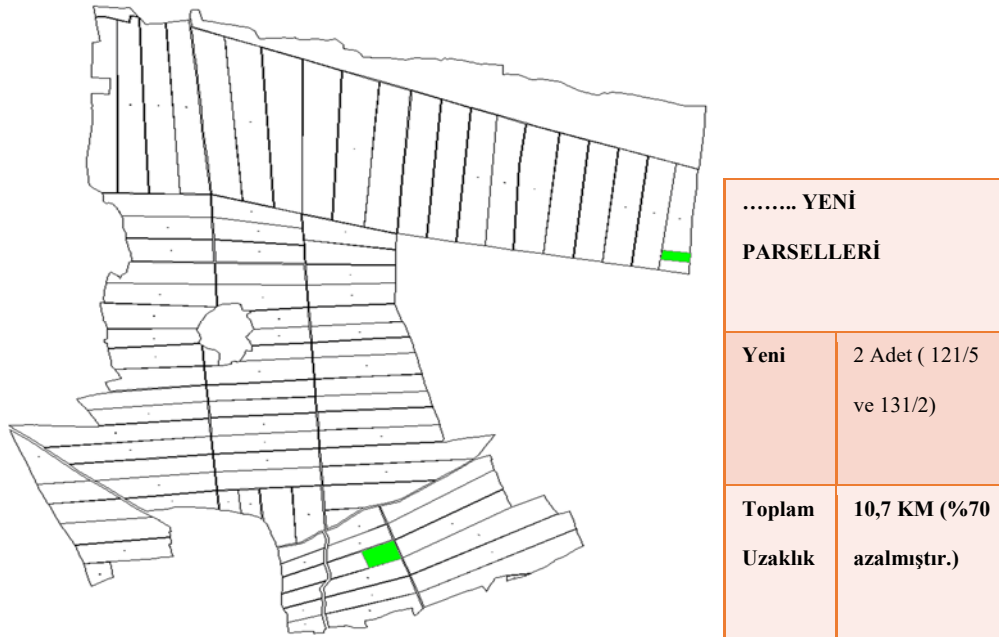 …….. YENİ
PARSELLERİ
Yeni
2 Adet ( 121/5
ve 131/2)
Toplam
Uzaklık
10,7 KM (%70
azalmıştır.)